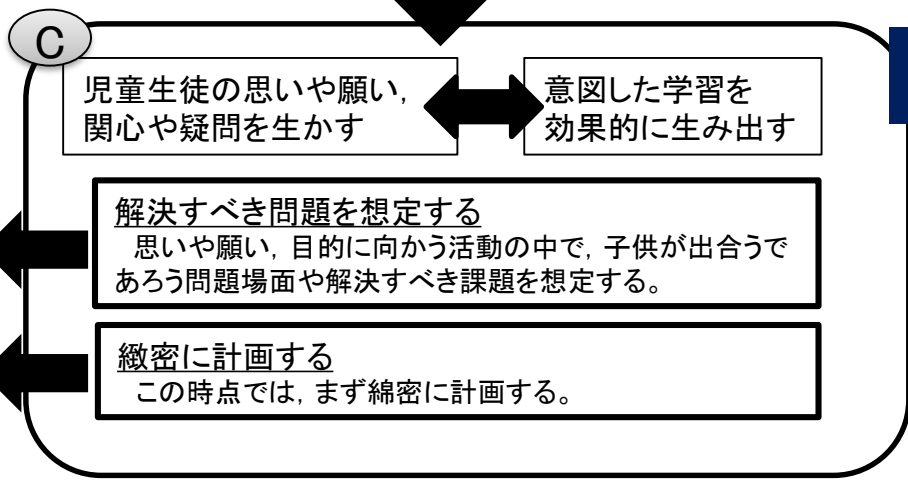 C
児童生徒の思いや願い,
関心や疑問を生かす
意図した学習を
効果的に生み出す
解決すべき問題を想定する
思いや願い, 目的に向かう活動の中で, 子供が出合うで
あろう問題場面や解決すべき課題を想定する。
緻密に計画する
この時点では, まず綿密に計画する。